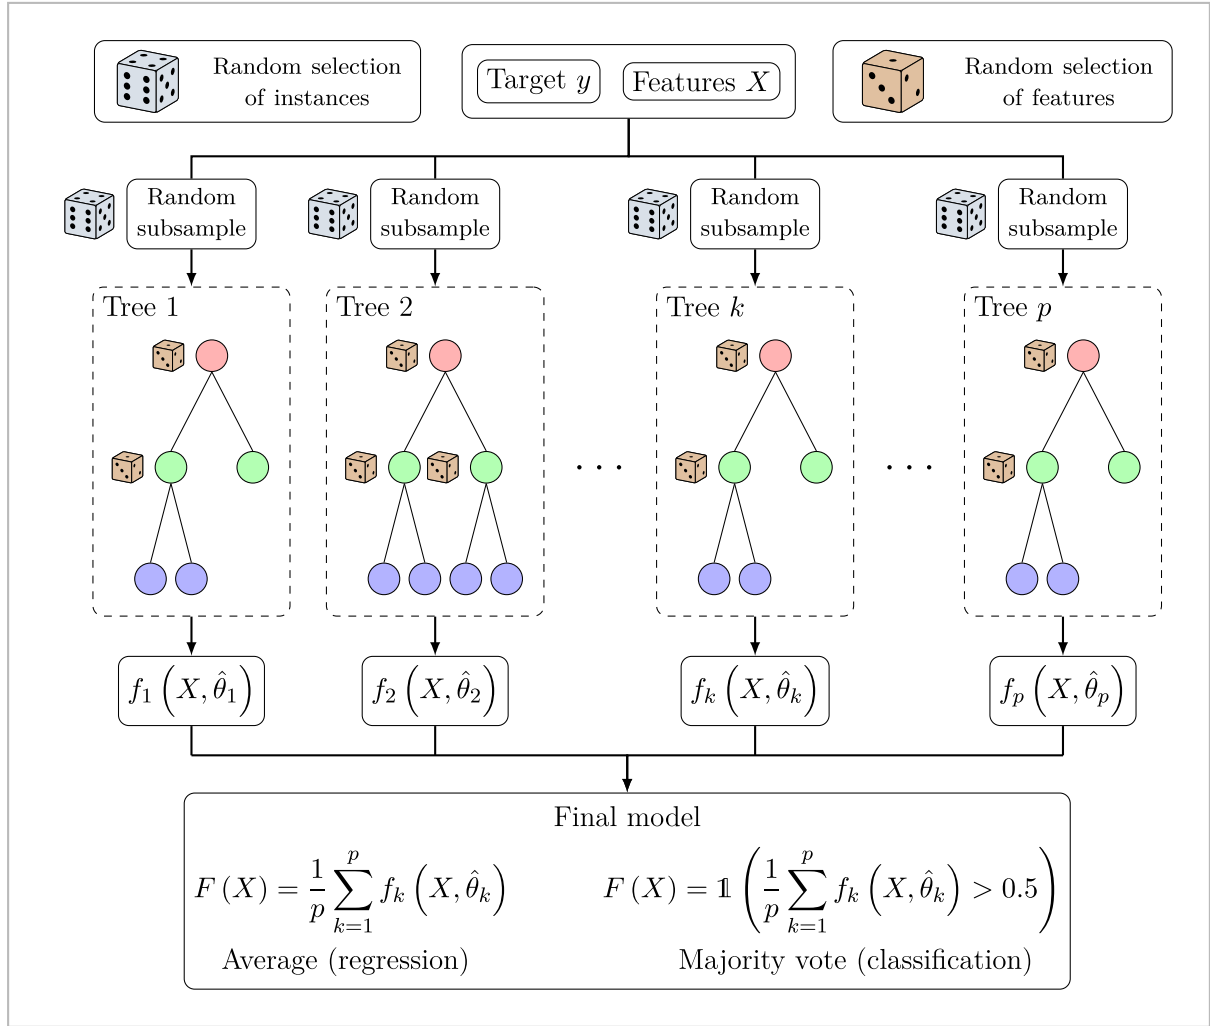 Random selection
of instances
Target y
Features X
Random selection
of features
Random
subsample
Random
subsample
Random
subsample
Random
subsample
Tree 1
Tree 2
Tree k
Tree p
· · ·
· · ·
f₁ (X, θ̂₁)
f₂ (X, θ̂₂)
fₖ (X, θ̂ₖ)
fₚ (X, θ̂ₚ)
Final model
F (X) = 1/p ∑ₖ₌₁ᵖ fₖ (X, θ̂ₖ)
F (X) = 𝟙 (1/p ∑ₖ₌₁ᵖ fₖ (X, θ̂ₖ) > 0.5)
Average (regression)
Majority vote (classification)